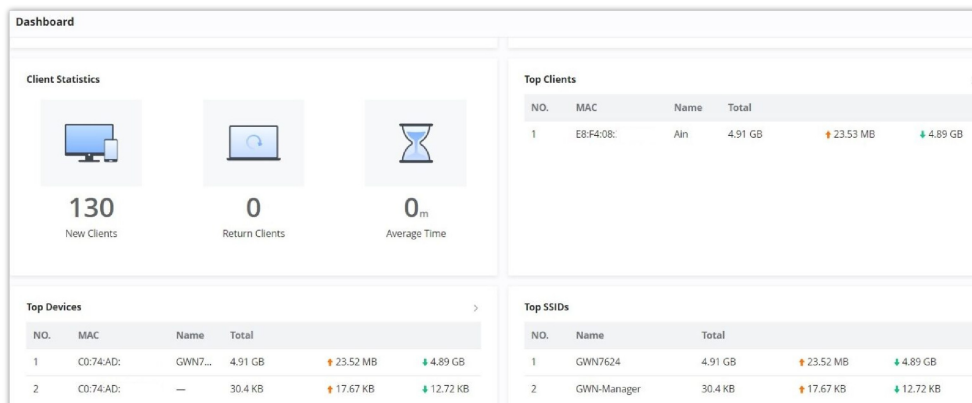 Dashboard
Client Statistics
130
New Clients
0
Return Clients
0m
Average Time
Top Clients
NO. MAC Name Total
1 E8:F4:08: Ain 4.91 GB 23.53 MB 4.89 GB
Top Devices
NO. MAC Name Total
1 C0:74:AD: GWN7... 4.91 GB 23.52 MB 4.89 GB
2 C0:74:AD: — 30.4 KB 17.67 KB 12.72 KB
Top SSIDs
NO. Name Total
1 GWN7624 4.91 GB 23.52 MB 4.89 GB
2 GWN-Manager 30.4 KB 17.67 KB 12.72 KB